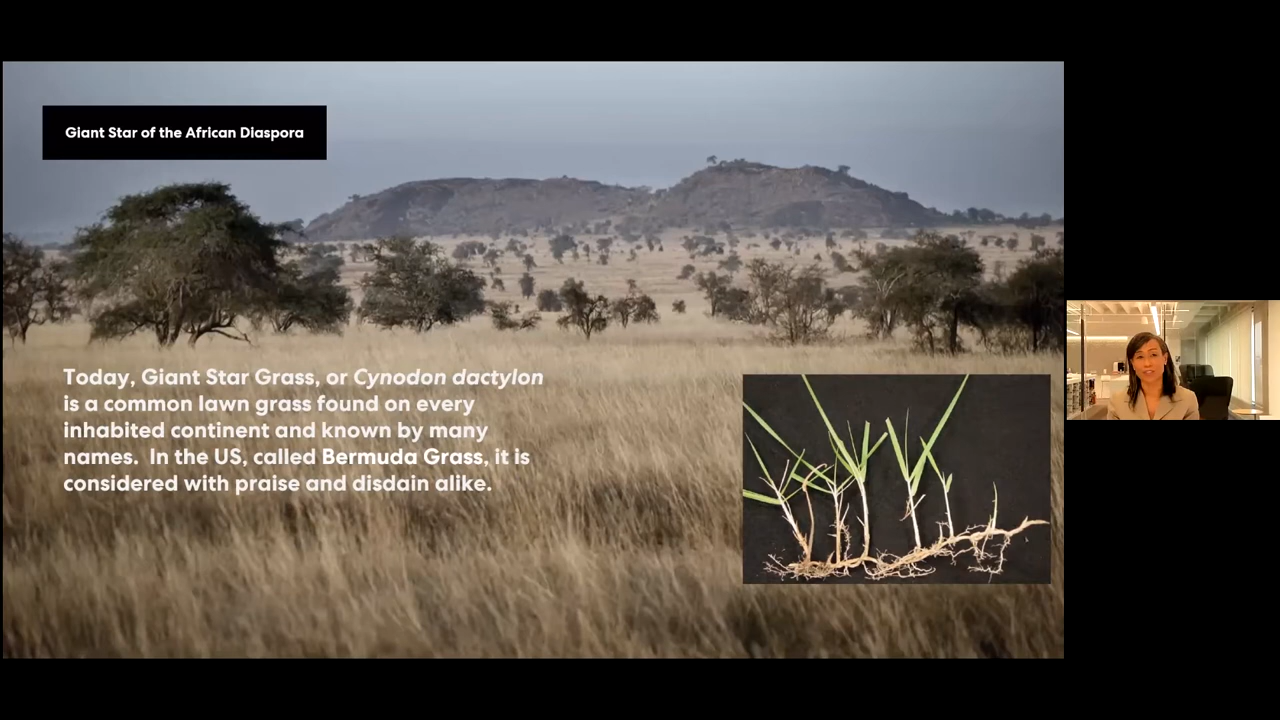 Giant Star of the African Diaspora
Today, Giant Star Grass, or Cynodon dactylon
is a common lawn grass found on every
inhabited continent and known by many
names.  In the US, called Bermuda Grass, it is
considered with praise and disdain alike.